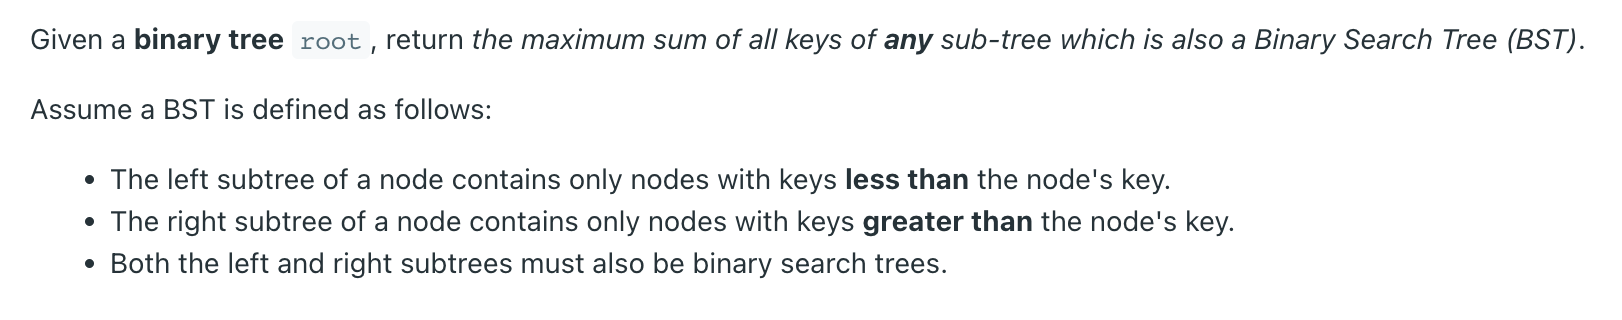 Given a binary tree root, return the maximum sum of all keys of any sub-tree which is also a Binary Search Tree (BST).
Assume a BST is defined as follows:
• The left subtree of a node contains only nodes with keys less than the node's key.
• The right subtree of a node contains only nodes with keys greater than the node's key.
• Both the left and right subtrees must also be binary search trees.